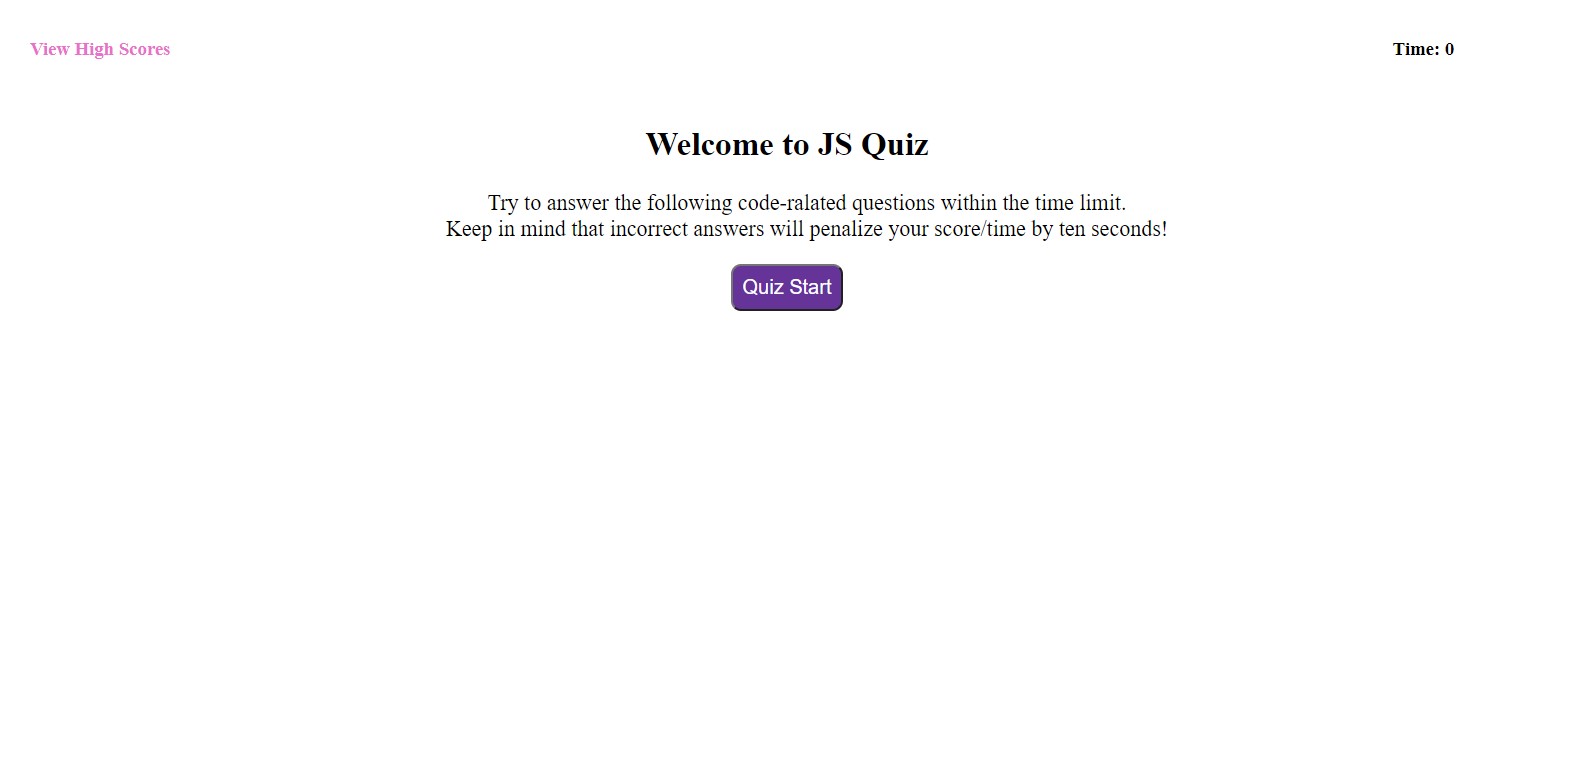 View High Scores
Time: 0
Welcome to JS Quiz
Try to answer the following code-ralated questions within the time limit.
Keep in mind that incorrect answers will penalize your score/time by ten seconds!
Quiz Start